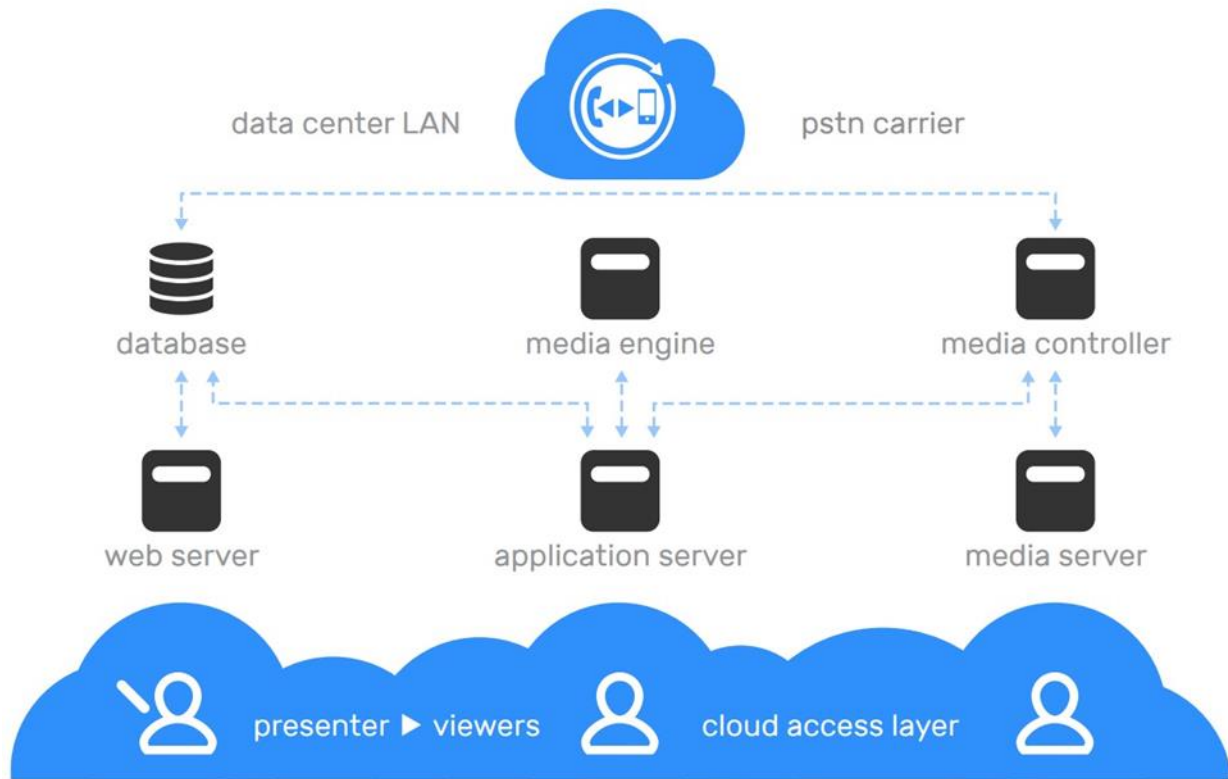 data center LAN
pstn carrier
database
media engine
media controller
web server
application server
media server
presenter ▶ viewers
cloud access layer